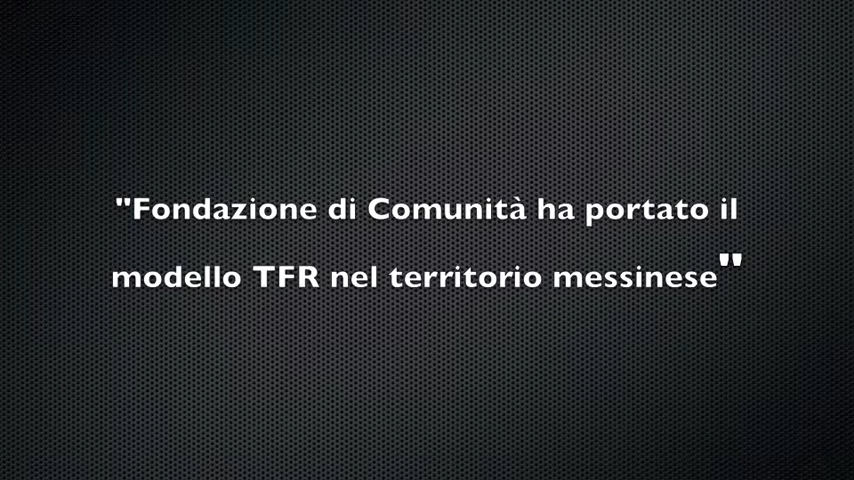 "Fondazione di Comunità ha portato il
modello TFR nel territorio messinese"